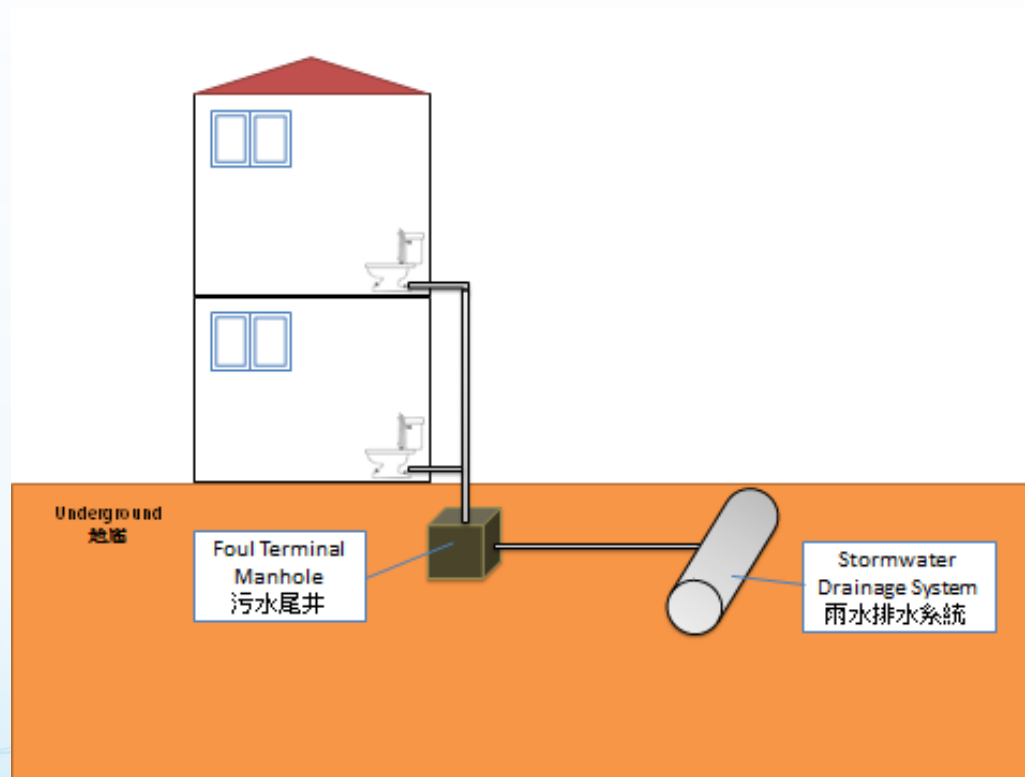 Underground
地底
Foul Terminal
Manhole
污水尾井
Stormwater
Drainage System
雨水排水系統